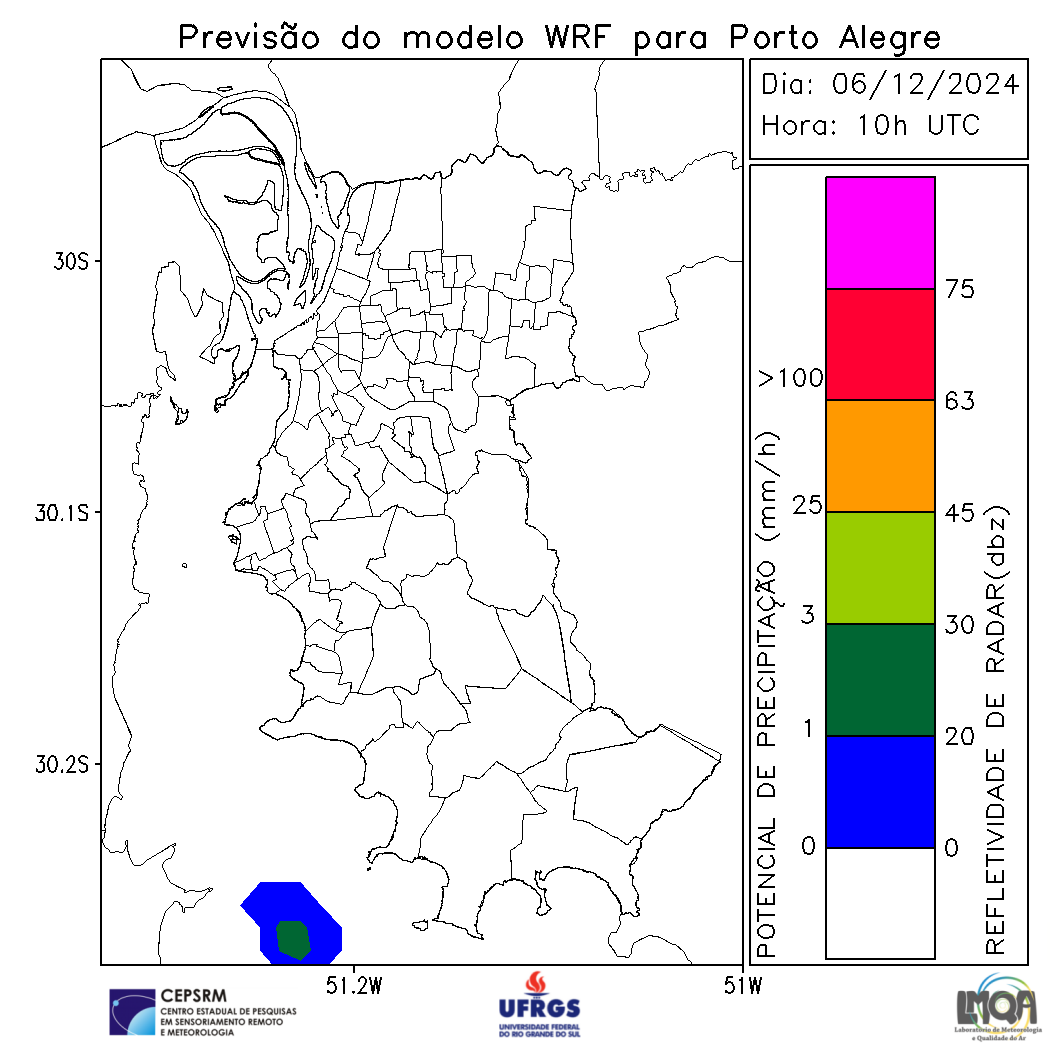 Previsão do modelo WRF para Porto Alegre
Dia: 06/12/2024
Hora: 10h UTC
30S
30.1S
30.2S
51.2W
51W
POTENCIAL DE PRECIPITAÇÃO (mm/h)
>100
25
3
1
0
75
63
45
30
20
0
REFLETIVIDADE DE RADAR(dbz)
CEPSRM
CENTRO ESTADUAL DE PESQUISAS
EM SENSORIAMENTO REMOTO
E METEOROLOGIA
UFRGS
UNIVERSIDADE FEDERAL
DO RIO GRANDE DO SUL
LMQA
Laboratório de Meteorologia
e Qualidade do Ar